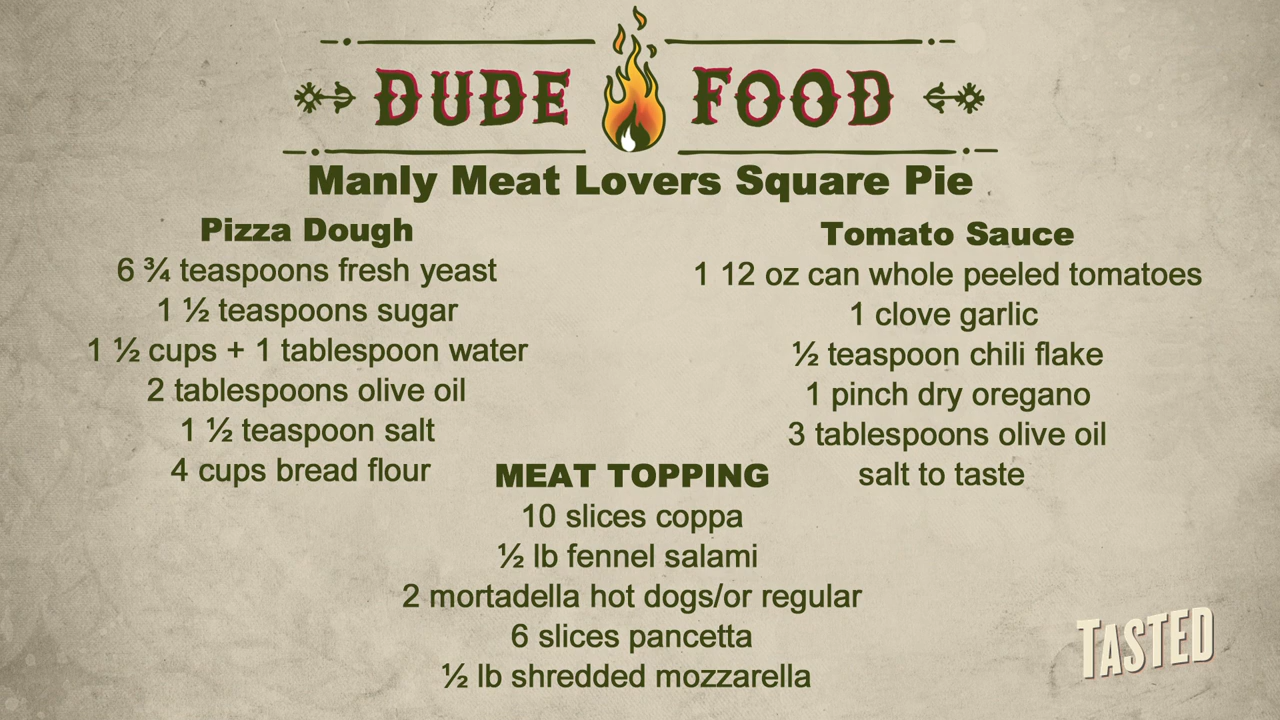 DUDE FOOD
Manly Meat Lovers Square Pie
Pizza Dough
6 ¾ teaspoons fresh yeast
1 ½ teaspoons sugar
1 ½ cups + 1 tablespoon water
2 tablespoons olive oil
1 ½ teaspoon salt
4 cups bread flour
Tomato Sauce
1 12 oz can whole peeled tomatoes
1 clove garlic
½ teaspoon chili flake
1 pinch dry oregano
3 tablespoons olive oil
salt to taste
MEAT TOPPING
10 slices coppa
½ lb fennel salami
2 mortadella hot dogs/or regular
6 slices pancetta
½ lb shredded mozzarella
TASTED